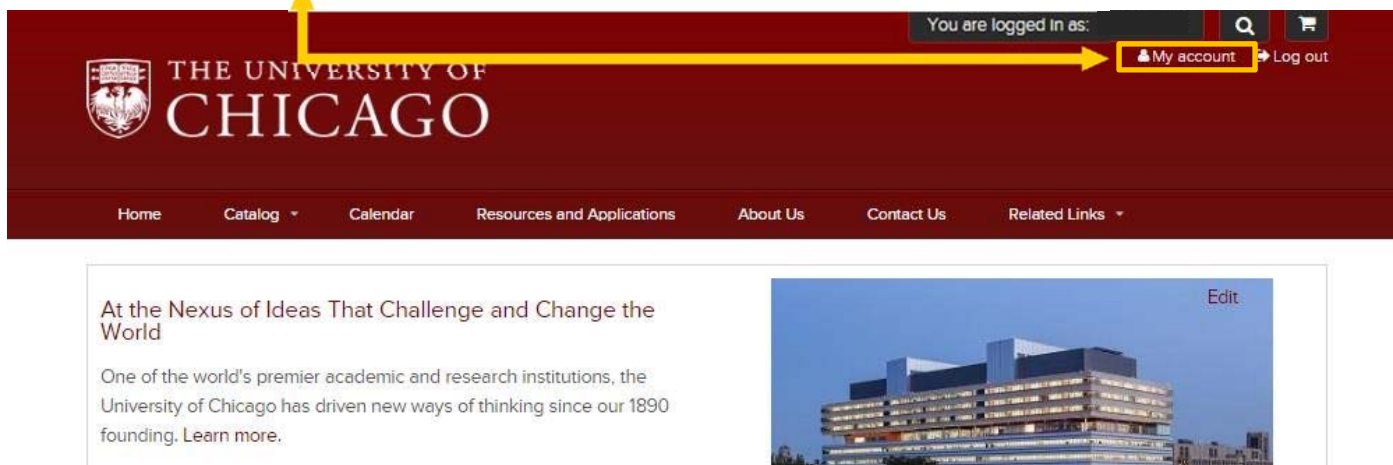 You are logged in as:
My account
Log out
THE UNIVERSITY OF
CHICAGO
Home
Catalog
Calendar
Resources and Applications
About Us
Contact Us
Related Links
At the Nexus of Ideas That Challenge and Change the
World
Edit
One of the world's premier academic and research institutions, the
University of Chicago has driven new ways of thinking since our 1890
founding. Learn more.